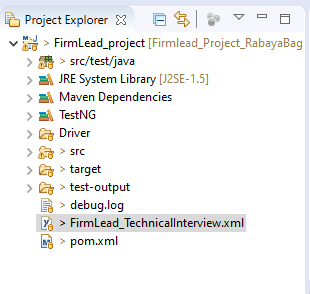 Project Explorer
> FirmLead_project [Firmlead_Project_RabayaBag
> src/test/java
JRE System Library [J2SE-1.5]
Maven Dependencies
TestNG
Driver
> src
> target
> test-output
> debug.log
> FirmLead_TechnicalInterview.xml
> pom.xml